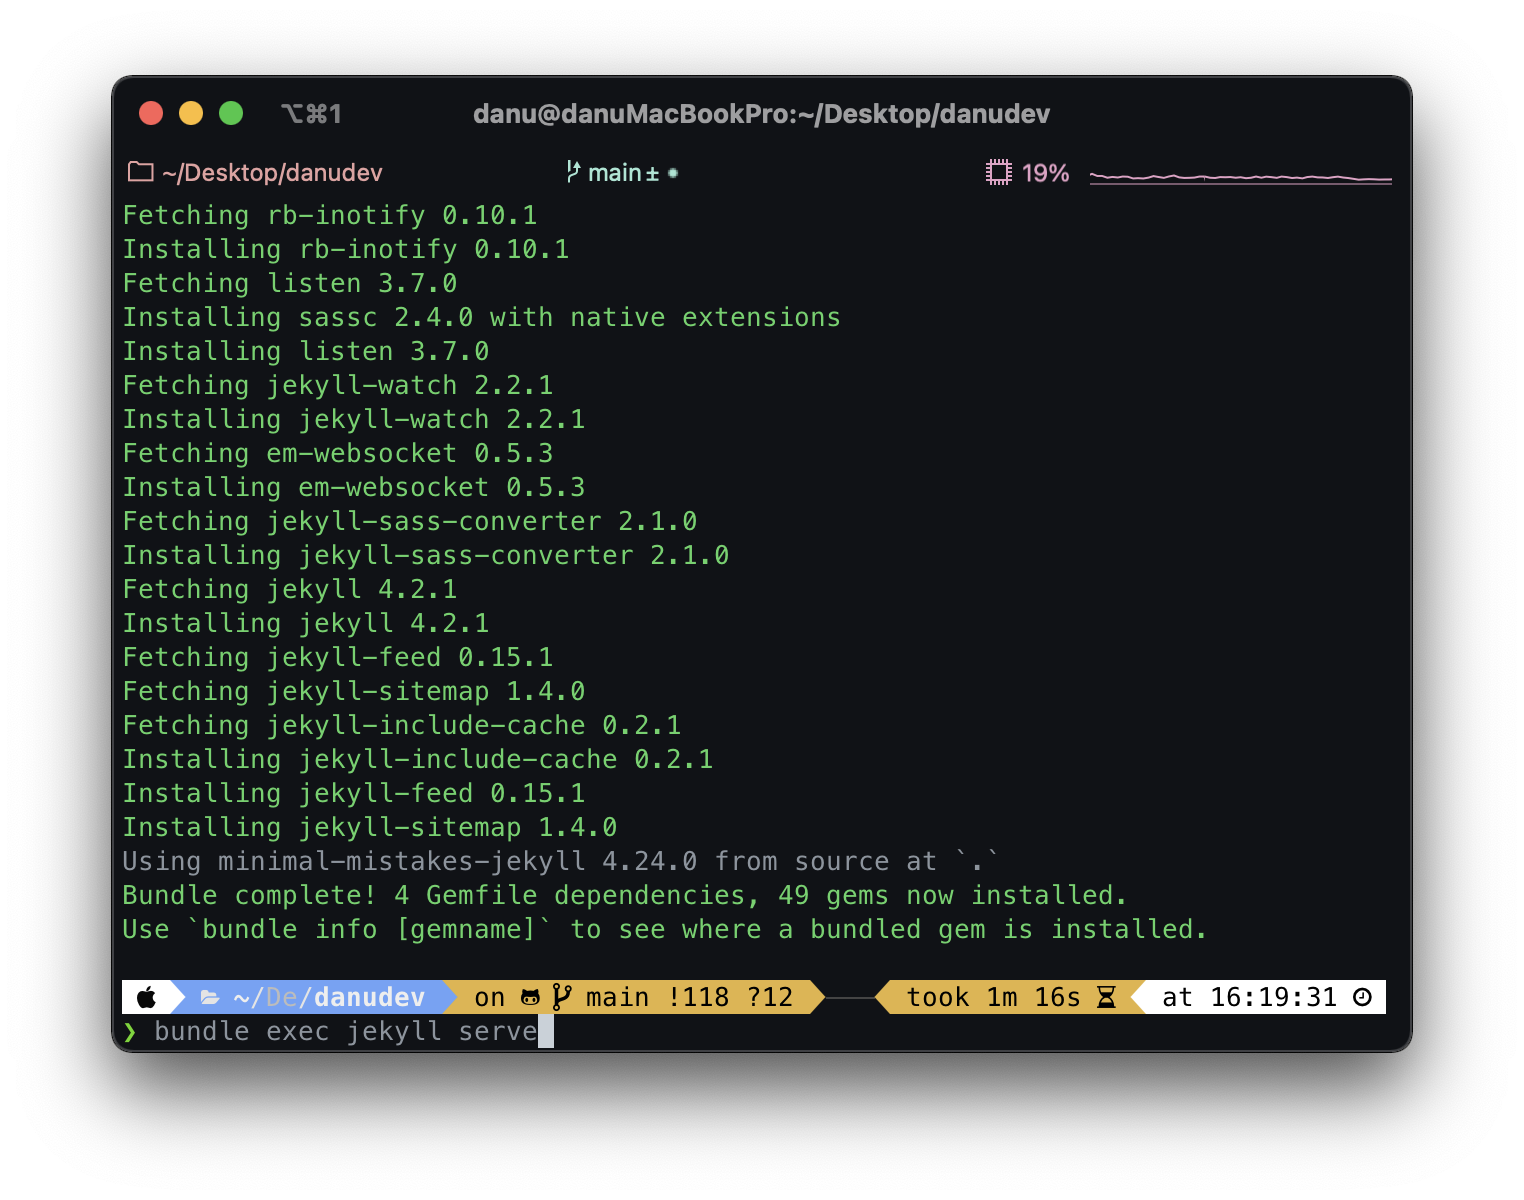 ⌥⌘1 danu@danuMacBookPro:~/Desktop/danudev
~/Desktop/danudev main ± ● 19%
Fetching rb-inotify 0.10.1
Installing rb-inotify 0.10.1
Fetching listen 3.7.0
Installing sassc 2.4.0 with native extensions
Installing listen 3.7.0
Fetching jekyll-watch 2.2.1
Installing jekyll-watch 2.2.1
Fetching em-websocket 0.5.3
Installing em-websocket 0.5.3
Fetching jekyll-sass-converter 2.1.0
Installing jekyll-sass-converter 2.1.0
Fetching jekyll 4.2.1
Installing jekyll 4.2.1
Fetching jekyll-feed 0.15.1
Fetching jekyll-sitemap 1.4.0
Fetching jekyll-include-cache 0.2.1
Installing jekyll-include-cache 0.2.1
Installing jekyll-feed 0.15.1
Installing jekyll-sitemap 1.4.0
Using minimal-mistakes-jekyll 4.24.0 from source at `.`
Bundle complete! 4 Gemfile dependencies, 49 gems now installed.
Use `bundle info [gemname]` to see where a bundled gem is installed.
~/De/danudev on main !118 ?12 took 1m 16s at 16:19:31
❯ bundle exec jekyll serve